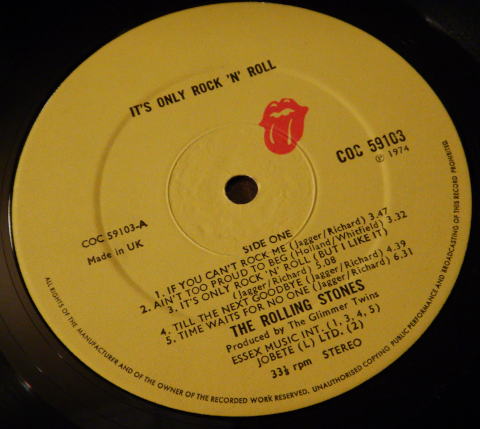 IT'S ONLY ROCK 'N' ROLL
COC 59103
℗ 1974
COC 59103-A
Made in UK
SIDE ONE
1. IF YOU CAN'T ROCK ME (Jagger/Richard) 3.47
2. AIN'T TOO PROUD TO BEG (Holland/Whitfield) 3.32
3. IT'S ONLY ROCK 'N' ROLL (BUT I LIKE IT)
(Jagger/Richard) 5.08
4. TILL THE NEXT GOODBYE (Jagger/Richard) 4.39
5. TIME WAITS FOR NO ONE (Jagger/Richard) 6.31
THE ROLLING STONES
Produced by The Glimmer Twins
ESSEX MUSIC INT. (1, 3, 4, 5)
JOBETE (L) LTD. (2)
33⅓ rpm STEREO
ALL RIGHTS OF THE MANUFACTURER AND OF THE OWNER OF THE RECORDED WORK RESERVED. UNAUTHORISED COPYING PUBLIC PERFORMANCE AND BROADCASTING OF THIS RECORD PROHIBITED